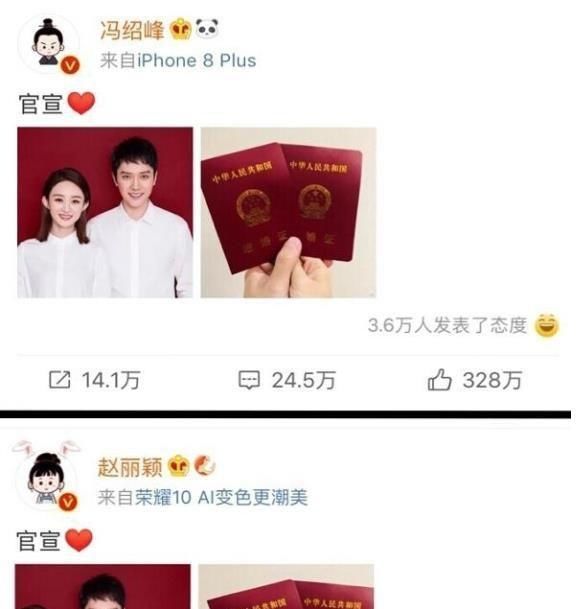 冯绍峰
来自iPhone 8 Plus
官宣
中华人民共和国
中华人民共和国
结婚证
婚证
3.6万人发表了态度
14.1万
24.5万
328万
赵丽颖
来自荣耀10 AI变色更潮美
官宣
中华人民共和国
中华人民共和国